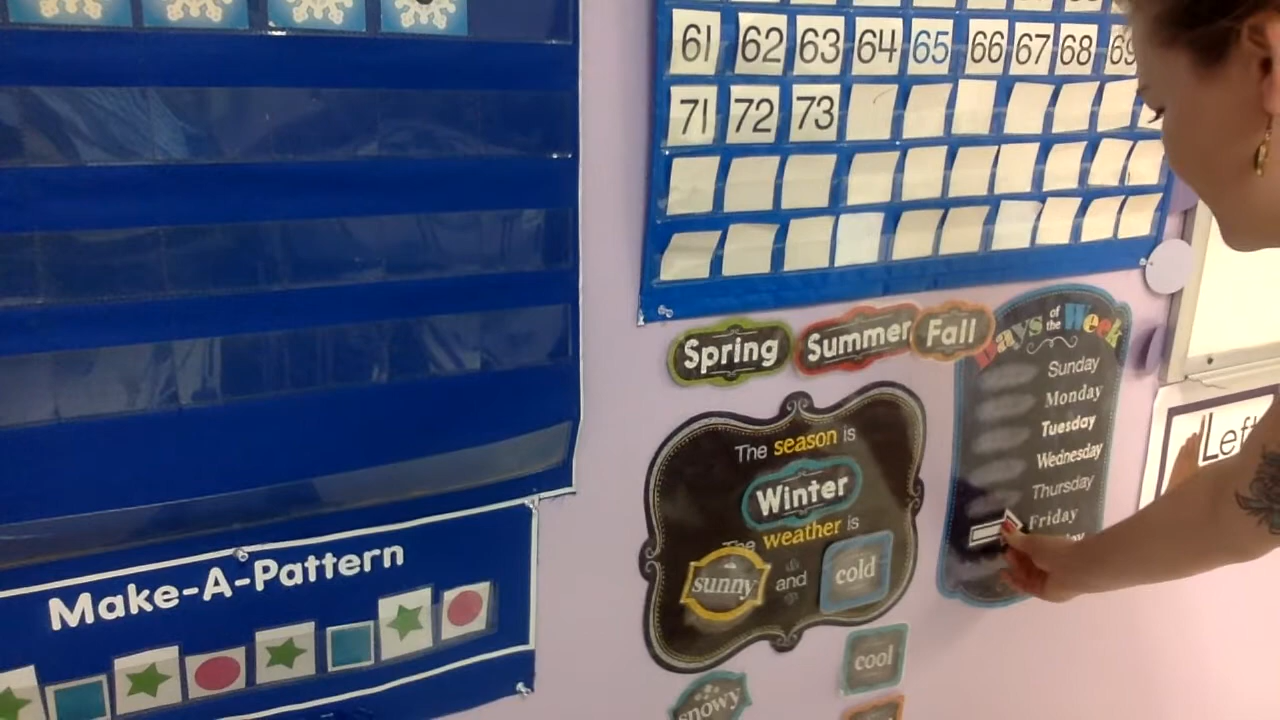 61 62 63 64 65 66 67 68 69
71 72 73
Spring Summer Fall
Days of the Week
Sunday
Monday
Tuesday
Wednesday
Thursday
Friday
The season is
Winter
The weather is
sunny and cold
cool
snowy
Left
Make-A-Pattern